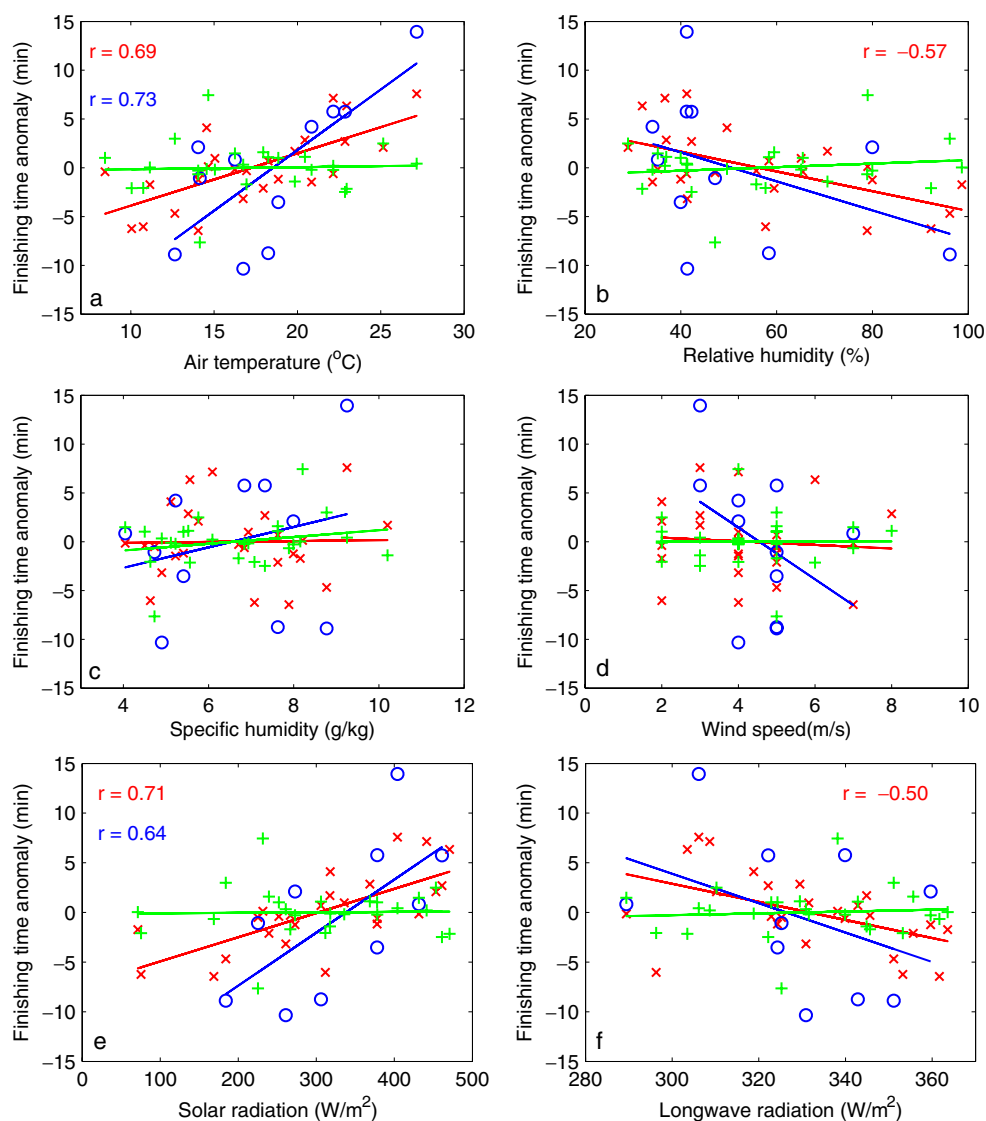 15
10
5
0
−5
−10
−15
Finishing time anomaly (min)
r = 0.69
r = 0.73
a
10 15 20 25 30
Air temperature (°C)
15
10
5
0
−5
−10
−15
Finishing time anomaly (min)
r = −0.57
b
20 40 60 80 100
Relative humidity (%)
15
10
5
0
−5
−10
−15
Finishing time anomaly (min)
c
4 6 8 10 12
Specific humidity (g/kg)
15
10
5
0
−5
−10
−15
Finishing time anomaly (min)
d
0 2 4 6 8 10
Wind speed(m/s)
15
10
5
0
−5
−10
−15
Finishing time anomaly (min)
r = 0.71
r = 0.64
e
0 100 200 300 400 500
Solar radiation (W/m²)
15
10
5
0
−5
−10
−15
Finishing time anomaly (min)
r = −0.50
f
280 300 320 340 360
Longwave radiation (W/m²)